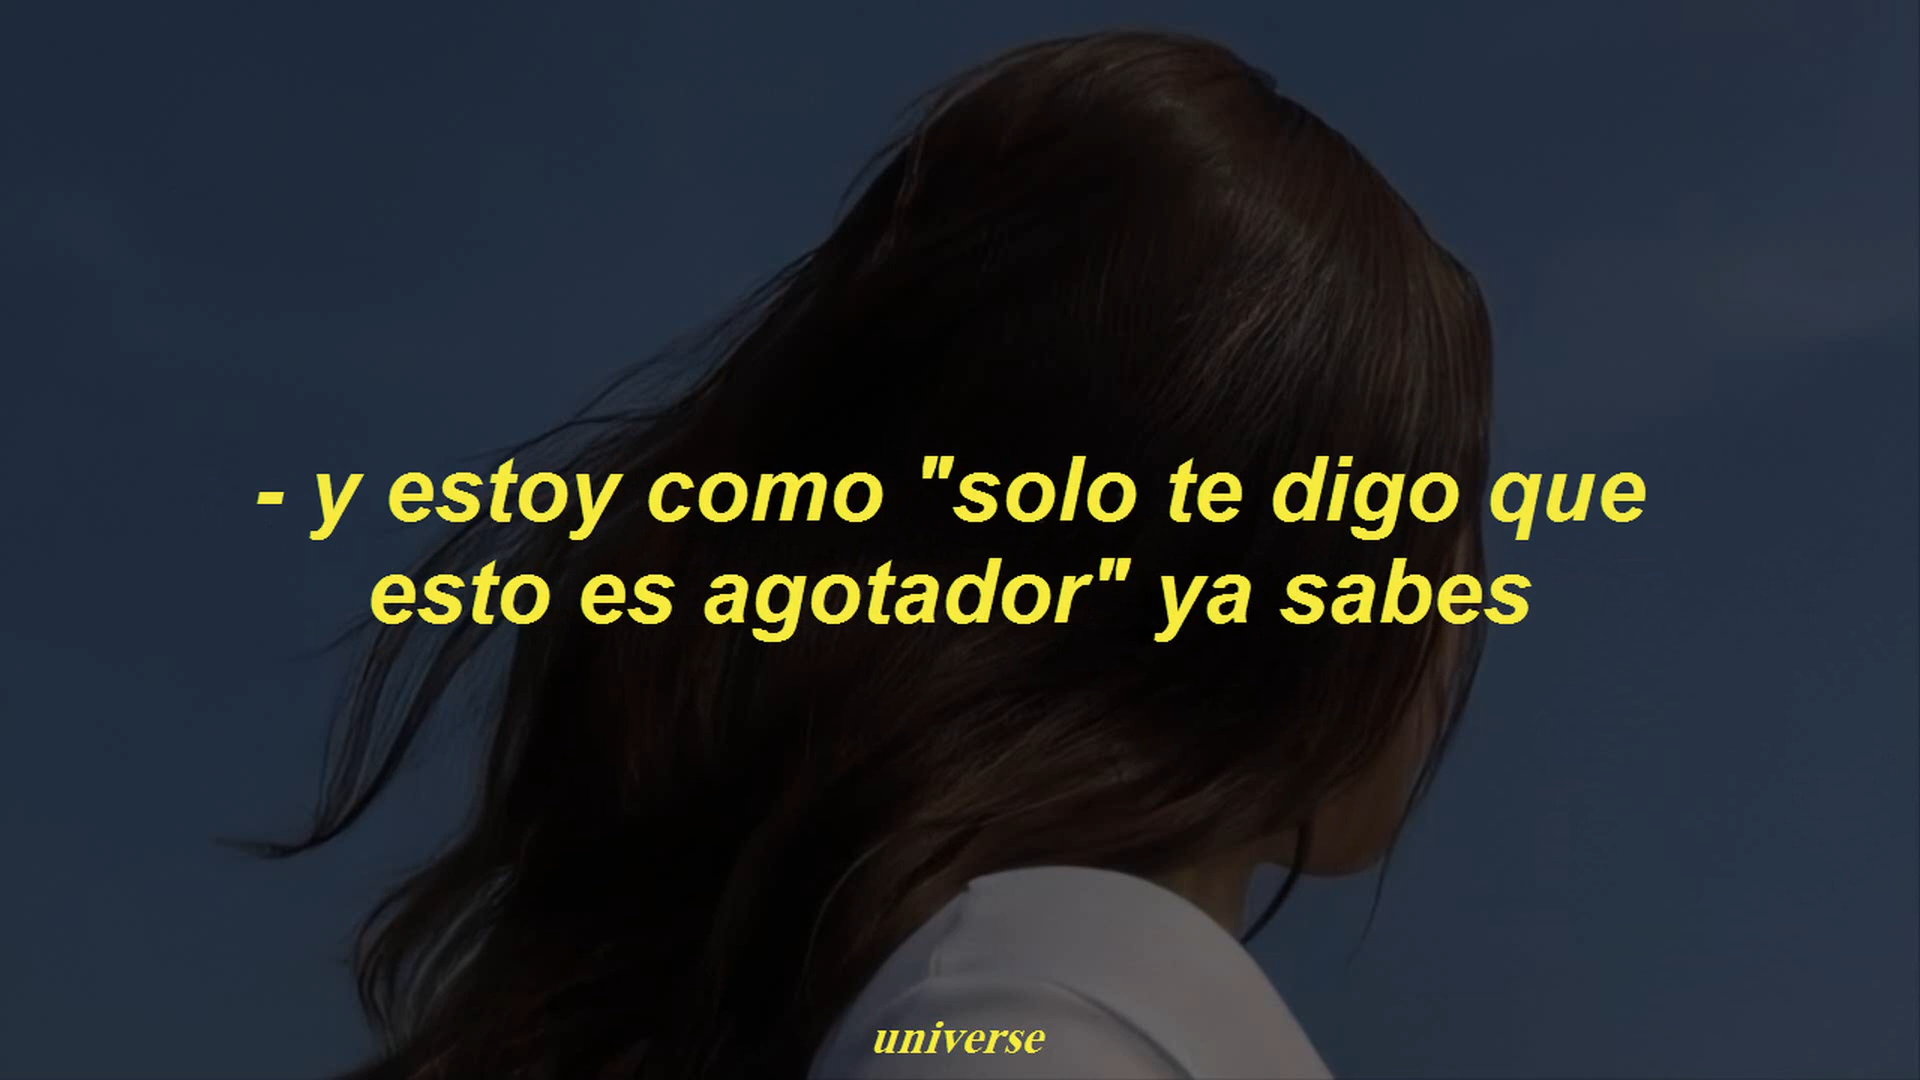 - y estoy como "solo te digo que
esto es agotador" ya sabes
universe